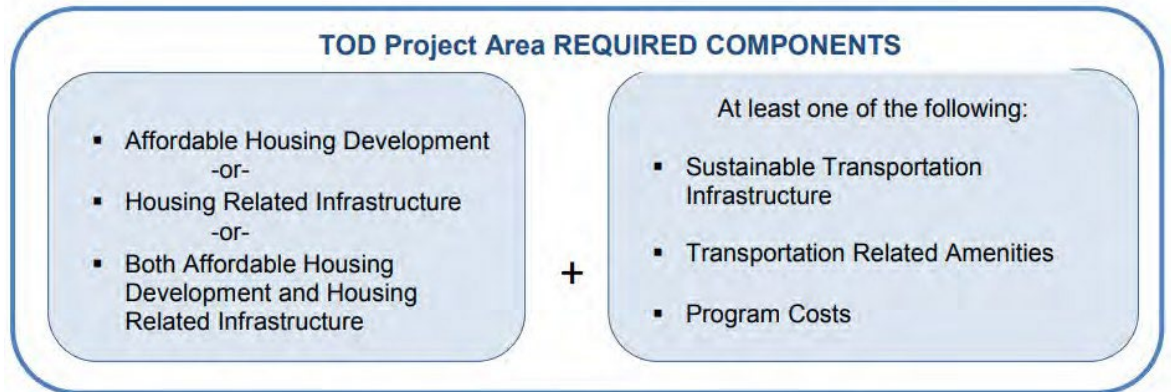 TOD Project Area REQUIRED COMPONENTS
▪ Affordable Housing Development
-or-
▪ Housing Related Infrastructure
-or-
▪ Both Affordable Housing
Development and Housing
Related Infrastructure
+
At least one of the following:
▪ Sustainable Transportation
Infrastructure
▪ Transportation Related Amenities
▪ Program Costs